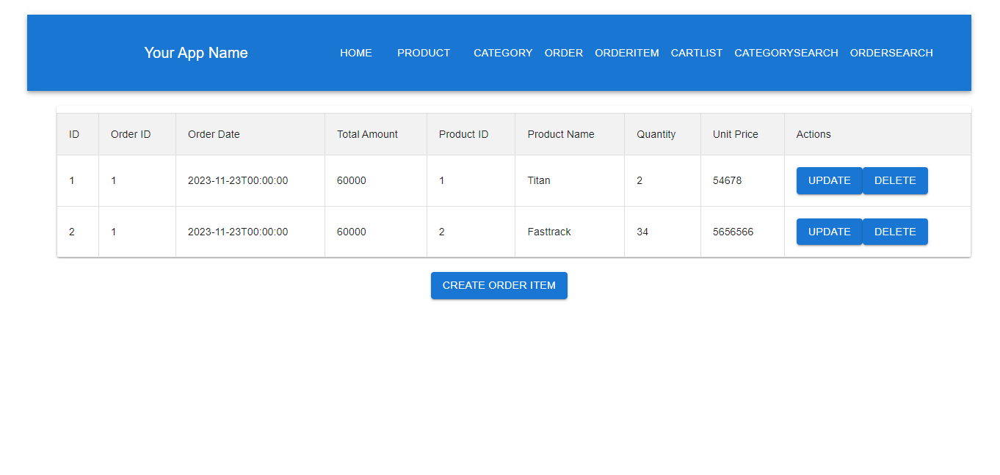 Your App Name HOME PRODUCT CATEGORY ORDER ORDERITEM CARTLIST CATEGORYSEARCH ORDERSEARCH
ID Order ID Order Date Total Amount Product ID Product Name Quantity Unit Price Actions
1 1 2023-11-23T00:00:00 60000 1 Titan 2 54678 UPDATE DELETE
2 1 2023-11-23T00:00:00 60000 2 Fasttrack 34 5656566 UPDATE DELETE
CREATE ORDER ITEM